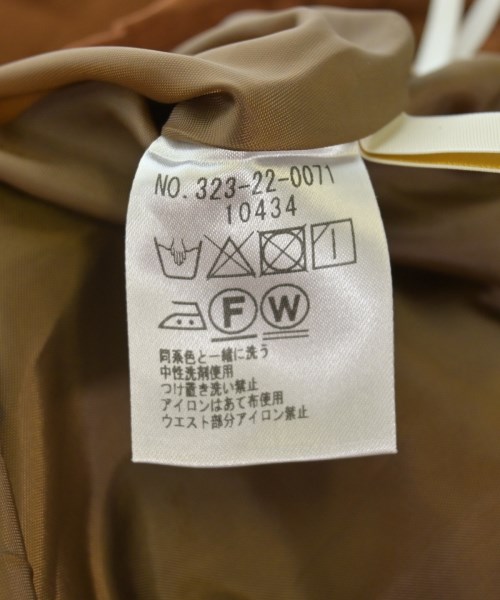 NO. 323-22-0071
10434
F W
同系色と一緒に洗う
中性洗剤使用
つけ置き洗い禁止
アイロンはあて布使用
ウエスト部分アイロン禁止